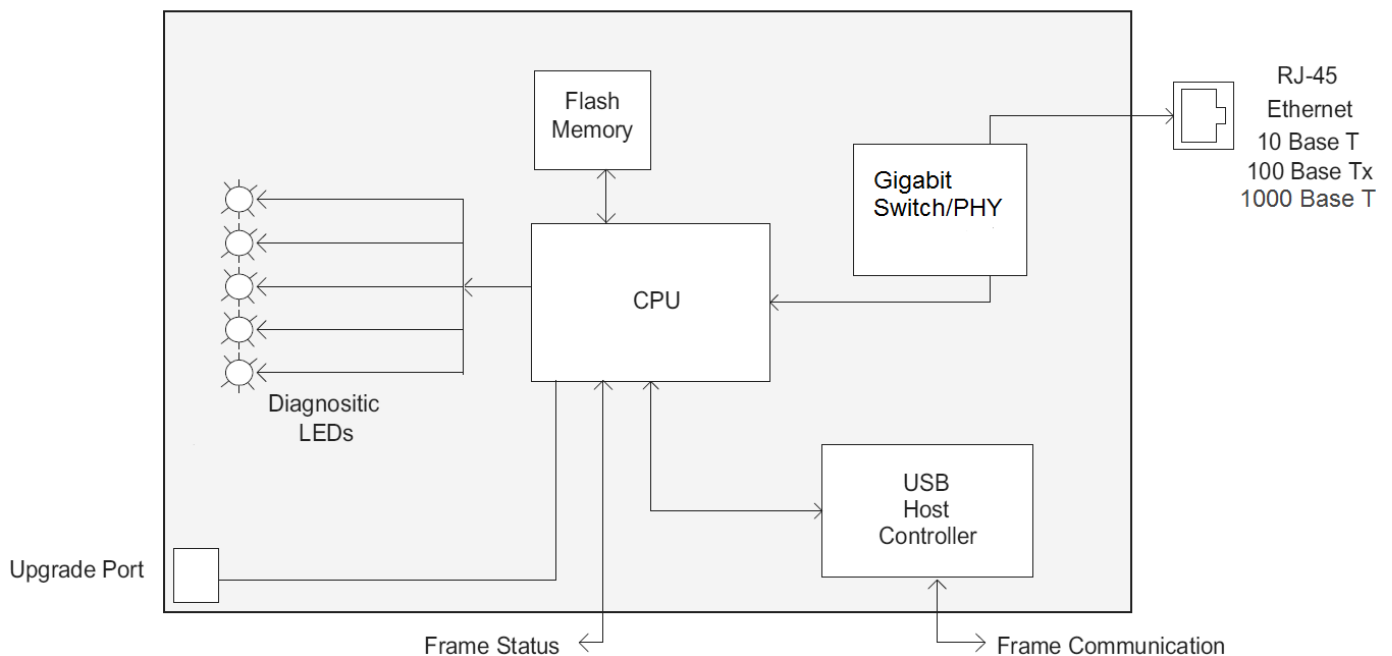 Flash
Memory
RJ-45
Ethernet
10 Base T
100 Base Tx
1000 Base T
Gigabit
Switch/PHY
CPU
Diagnositic
LEDs
USB
Host
Controller
Upgrade Port
Frame Status
Frame Communication